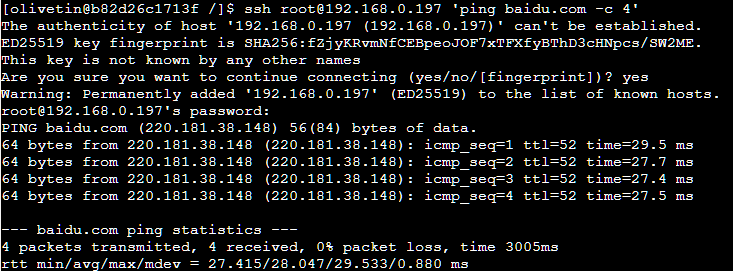 [olivetin@b82d26c1713f /]$ ssh root@192.168.0.197 'ping baidu.com -c 4'
The authenticity of host '192.168.0.197 (192.168.0.197)' can't be established.
ED25519 key fingerprint is SHA256:fZjyKRvmNfCEBpeoJOF7xTFXfyBThD3cHNpcs/SW2ME.
This key is not known by any other names
Are you sure you want to continue connecting (yes/no/[fingerprint])? yes
Warning: Permanently added '192.168.0.197' (ED25519) to the list of known hosts.
root@192.168.0.197's password:
PING baidu.com (220.181.38.148) 56(84) bytes of data.
64 bytes from 220.181.38.148 (220.181.38.148): icmp_seq=1 ttl=52 time=29.5 ms
64 bytes from 220.181.38.148 (220.181.38.148): icmp_seq=2 ttl=52 time=27.7 ms
64 bytes from 220.181.38.148 (220.181.38.148): icmp_seq=3 ttl=52 time=27.4 ms
64 bytes from 220.181.38.148 (220.181.38.148): icmp_seq=4 ttl=52 time=27.5 ms
--- baidu.com ping statistics ---
4 packets transmitted, 4 received, 0% packet loss, time 3005ms
rtt min/avg/max/mdev = 27.415/28.047/29.533/0.880 ms